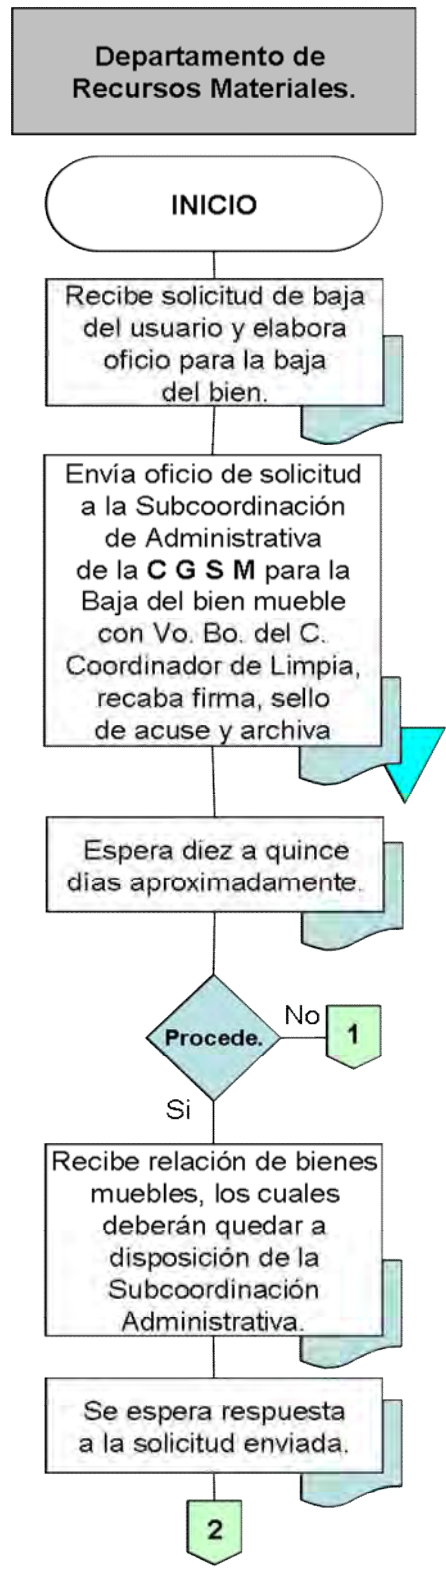 Departamento de
Recursos Materiales.
INICIO
Recibe solicitud de baja
del usuario y elabora
oficio para la baja
del bien.
Envía oficio de solicitud
a la Subcoordinación
de Administrativa
de la C G S M para la
Baja del bien mueble
con Vo. Bo. del C.
Coordinador de Limpia,
recaba firma, sello
de acuse y archiva
Espera diez a quince
días aproximadamente.
Procede.
No
1
Si
Recibe relación de bienes
muebles, los cuales
deberán quedar a
disposición de la
Subcoordinación
Administrativa.
Se espera respuesta
a la solicitud enviada.
2